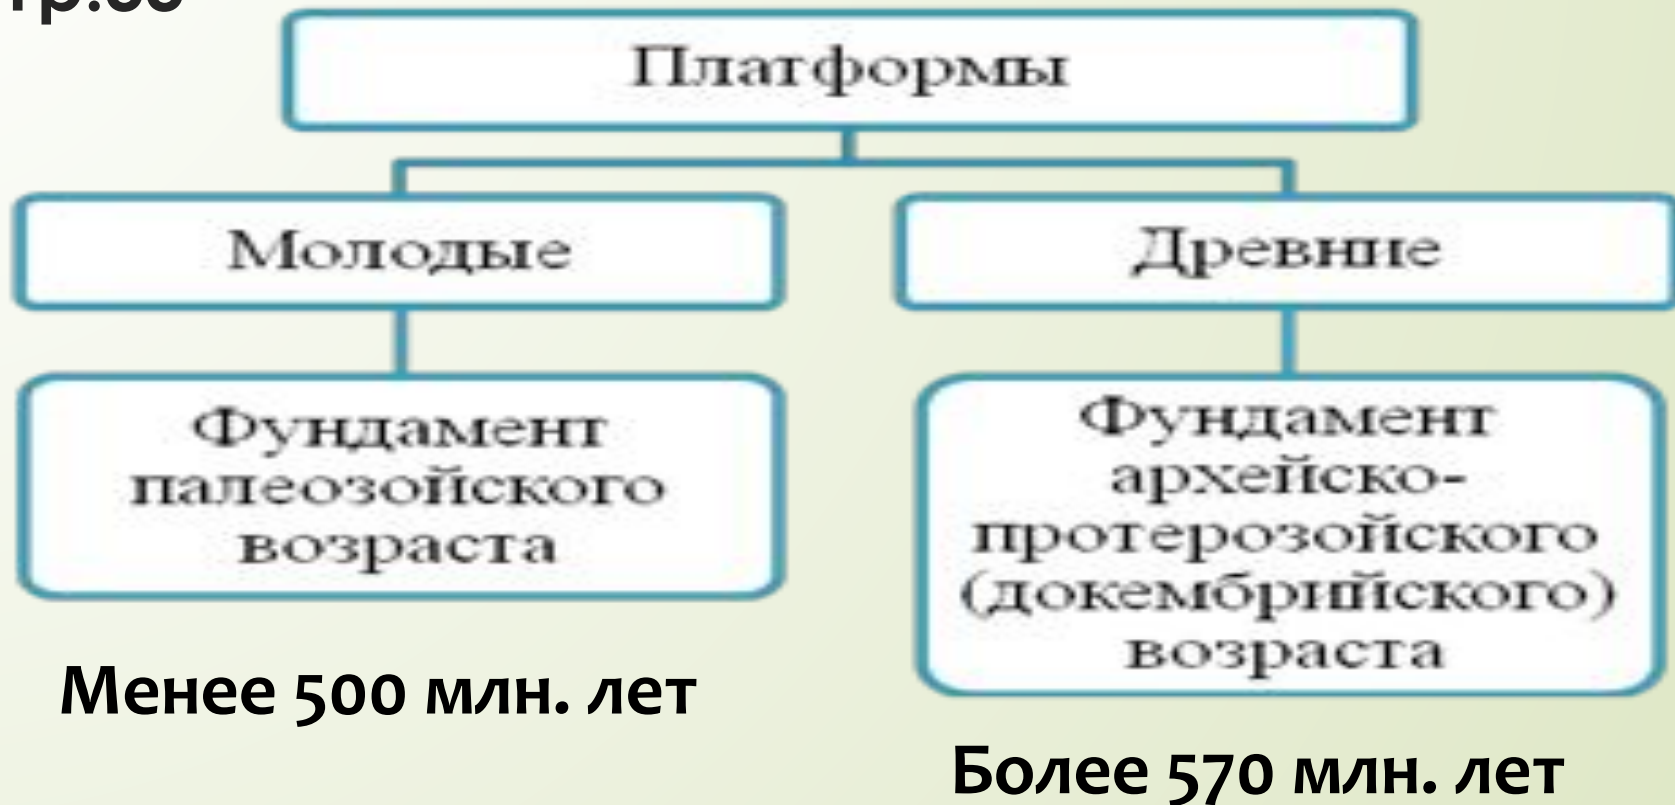 Платформы
Молодые
Древние
Фундамент
палеозойского
возраста
Фундамент
архейско-
протерозойского
(докембрийского)
возраста
Менее 500 млн. лет
Более 570 млн. лет